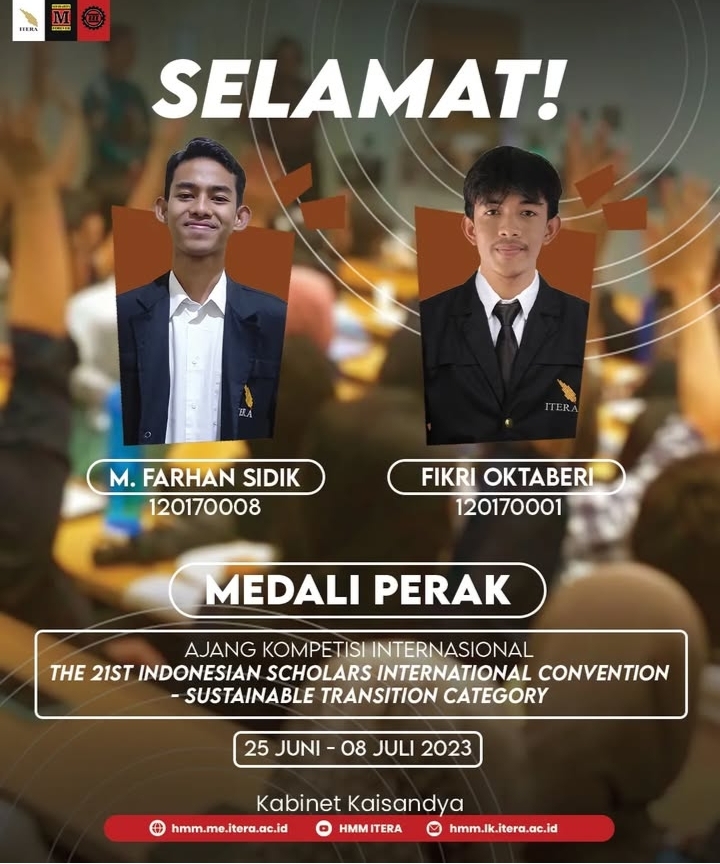 ITERA
M
SELAMAT!
ITERA
M. FARHAN SIDIK
120170008
FIKRI OKTABERI
120170001
MEDALI PERAK
AJANG KOMPETISI INTERNASIONAL
THE 21ST INDONESIAN SCHOLARS INTERNATIONAL CONVENTION
- SUSTAINABLE TRANSITION CATEGORY
25 JUNI - 08 JULI 2023
Kabinet Kaisandya
hmm.me.itera.ac.id HMM ITERA hmm.lk.itera.ac.id